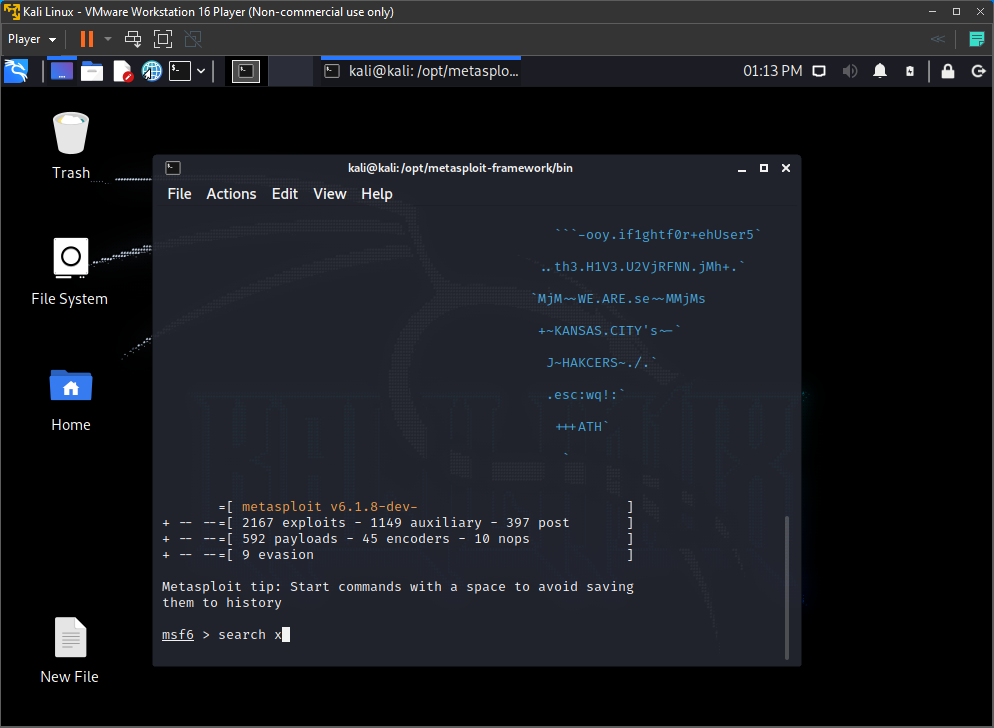 Kali Linux - VMware Workstation 16 Player (Non-commercial use only)
Player
kali@kali: /opt/metasplo...
01:13 PM
Trash
File System
Home
New File
kali@kali:/opt/metasploit-framework/bin
File Actions Edit View Help
```-ooy.if1ghtf0r+ehUser5`
..th3.H1V3.U2VjRFNN.jMh+.`
`MjM~~WE.ARE.se~~MMjMs
+~KANSAS.CITY's~-`
J~HAKCERS~./.`
.esc:wq!:`
+++ATH`
`
=[ metasploit v6.1.8-dev- ]
+ -- --=[ 2167 exploits - 1149 auxiliary - 397 post ]
+ -- --=[ 592 payloads - 45 encoders - 10 nops ]
+ -- --=[ 9 evasion ]
Metasploit tip: Start commands with a space to avoid saving
them to history
msf6 > search x